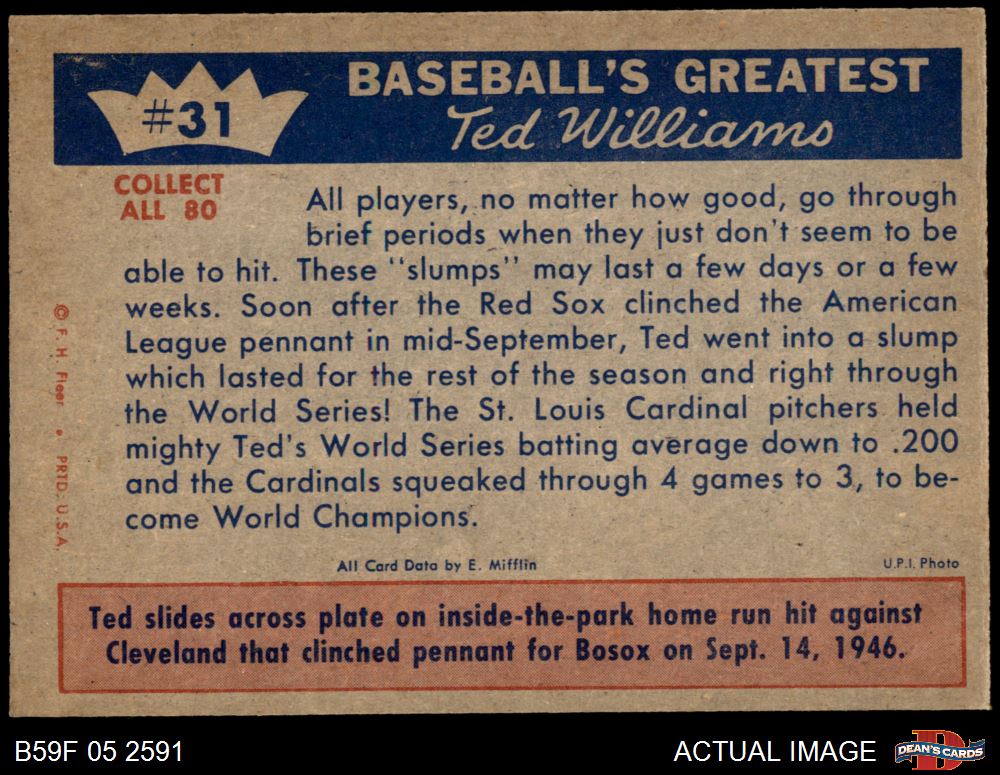 #31
BASEBALL'S GREATEST
Ted Williams
COLLECT
ALL 80
All players, no matter how good, go through
brief periods when they just don't seem to be
able to hit. These "slumps" may last a few days or a few
weeks. Soon after the Red Sox clinched the American
League pennant in mid-September, Ted went into a slump
which lasted for the rest of the season and right through
the World Series! The St. Louis Cardinal pitchers held
mighty Ted's World Series batting average down to .200
and the Cardinals squeaked through 4 games to 3, to be-
come World Champions.
© F. H. Fleer • PRTD. U.S.A.
All Card Data by E. Mifflin
U.P.I. Photo
Ted slides across plate on inside-the-park home run hit against
Cleveland that clinched pennant for Bosox on Sept. 14, 1946.
B59F 05 2591
ACTUAL IMAGE
D
DEAN'S CARDS